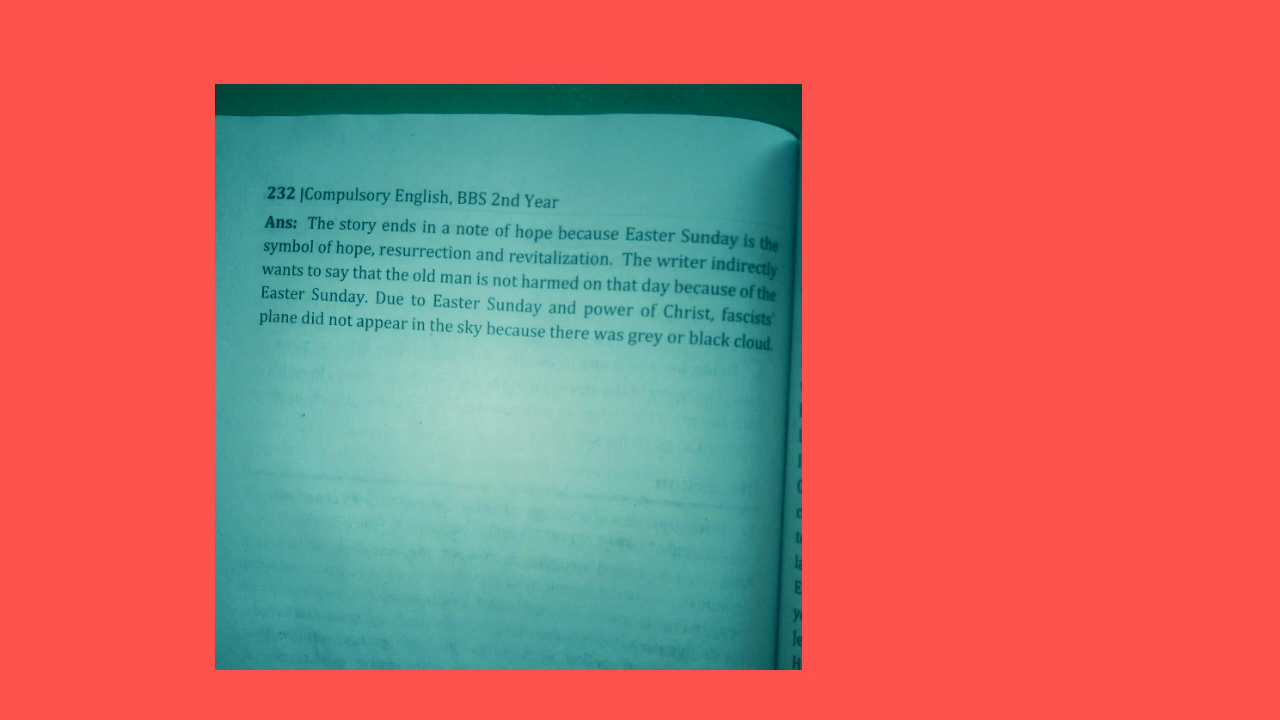 232 |Compulsory English, BBS 2nd Year
Ans: The story ends in a note of hope because Easter Sunday is the
symbol of hope, resurrection and revitalization. The writer indirectly
wants to say that the old man is not harmed on that day because of the
Easter Sunday. Due to Easter Sunday and power of Christ, fascists'
plane did not appear in the sky because there was grey or black cloud.